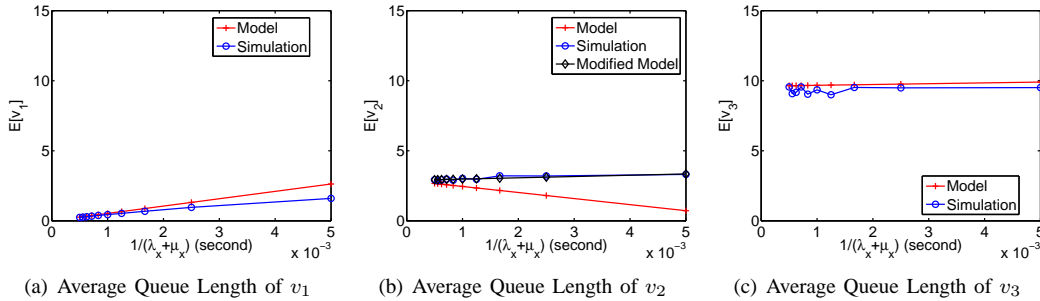 15
10
5
0
E[v1]
0 1 2 3 4 5
x 10⁻³
1/(λx+μx) (second)
Model
Simulation
(a) Average Queue Length of v1
15
10
5
0
E[v2]
0 1 2 3 4 5
x 10⁻³
1/(λx+μx) (second)
Model
Simulation
Modified Model
(b) Average Queue Length of v2
15
10
5
0
E[v3]
0 1 2 3 4 5
x 10⁻³
1/(λx+μx) (second)
Model
Simulation
(c) Average Queue Length of v3